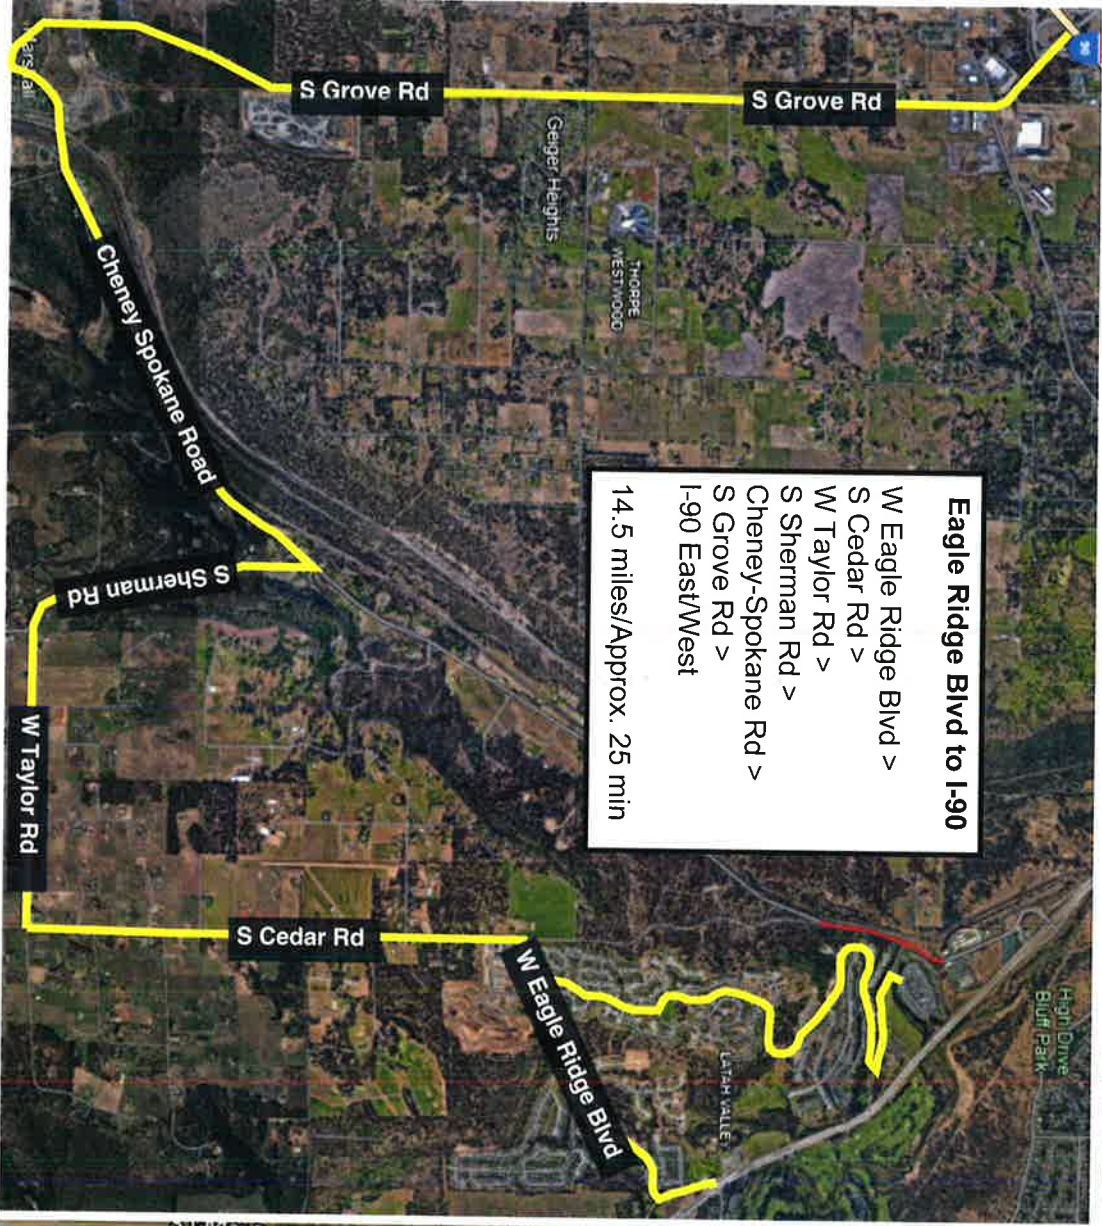 Eagle Ridge Blvd to I-90
W Eagle Ridge Blvd >
S Cedar Rd >
W Taylor Rd >
S Sherman Rd >
Cheney-Spokane Rd >
S Grove Rd >
I-90 East/West
14.5 miles/Approx. 25 min
90
S Grove Rd
S Grove Rd
Geiger Heights
THORPE
WESTWOOD
Cheney Spokane Road
S Sherman Rd
W Taylor Rd
S Cedar Rd
W Eagle Ridge Blvd
LATAH VALLE
High Drive
Bluff Park